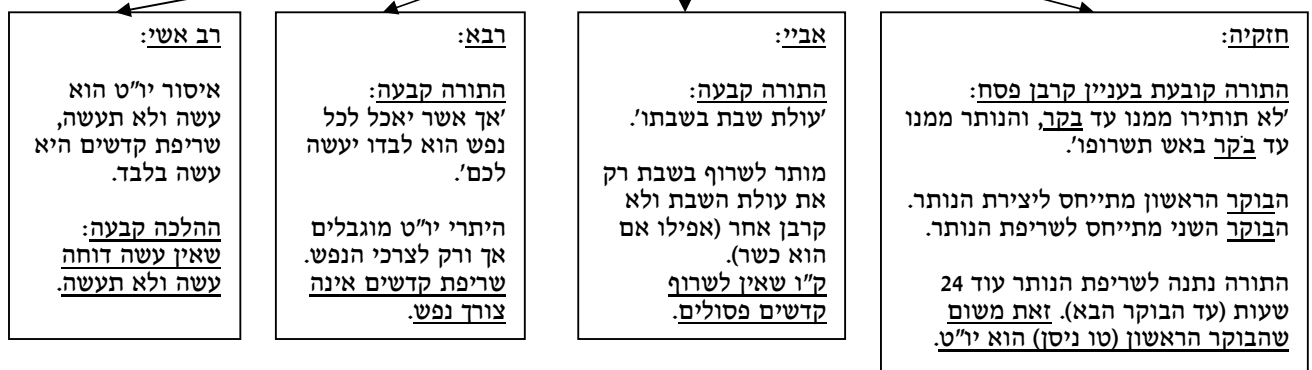 חזקיה:
התורה קובעת בעניין קרבן פסח:
'לא תותירו ממנו עד בקר, והנותר ממנו
עד בֹקר באש תשרופו'.
הבוקר הראשון מתייחס ליצירת הנותר.
הבוקר השני מתייחס לשריפת הנותר.
התורה נתנה לשריפת הנותר עוד 24
שעות (עד הבוקר הבא). זאת משום
שהבוקר הראשון (טו ניסן) הוא יו"ט.
אביי:
התורה קבעה:
'עולת שבת בשבתו'.
מותר לשרוף בשבת רק
את עולת השבת ולא
קרבן אחר (אפילו אם
הוא כשר).
ק"ו שאין לשרוף
קדשים פסולים.
רבא:
התורה קבעה:
'אך אשר יאכל לכל
נפש הוא לבדו יעשה
לכם'.
היתרי יו"ט מוגבלים
אך ורק לצרכי הנפש.
שריפת קדשים אינה
צורך נפש.
רב אשי:
איסור יו"ט הוא
עשה ולא תעשה,
שריפת קדשים היא
עשה בלבד.
ההלכה קבעה:
שאין עשה דוחה
עשה ולא תעשה.